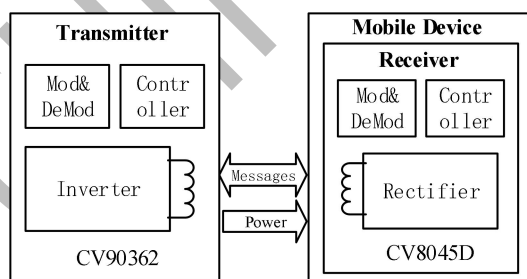 Transmitter
Mod&
DeMod
Contr
oller
Inverter
CV90362
Messages
Power
Mobile Device
Receiver
Mod&
DeMod
Contr
oller
Rectifier
CV8045D